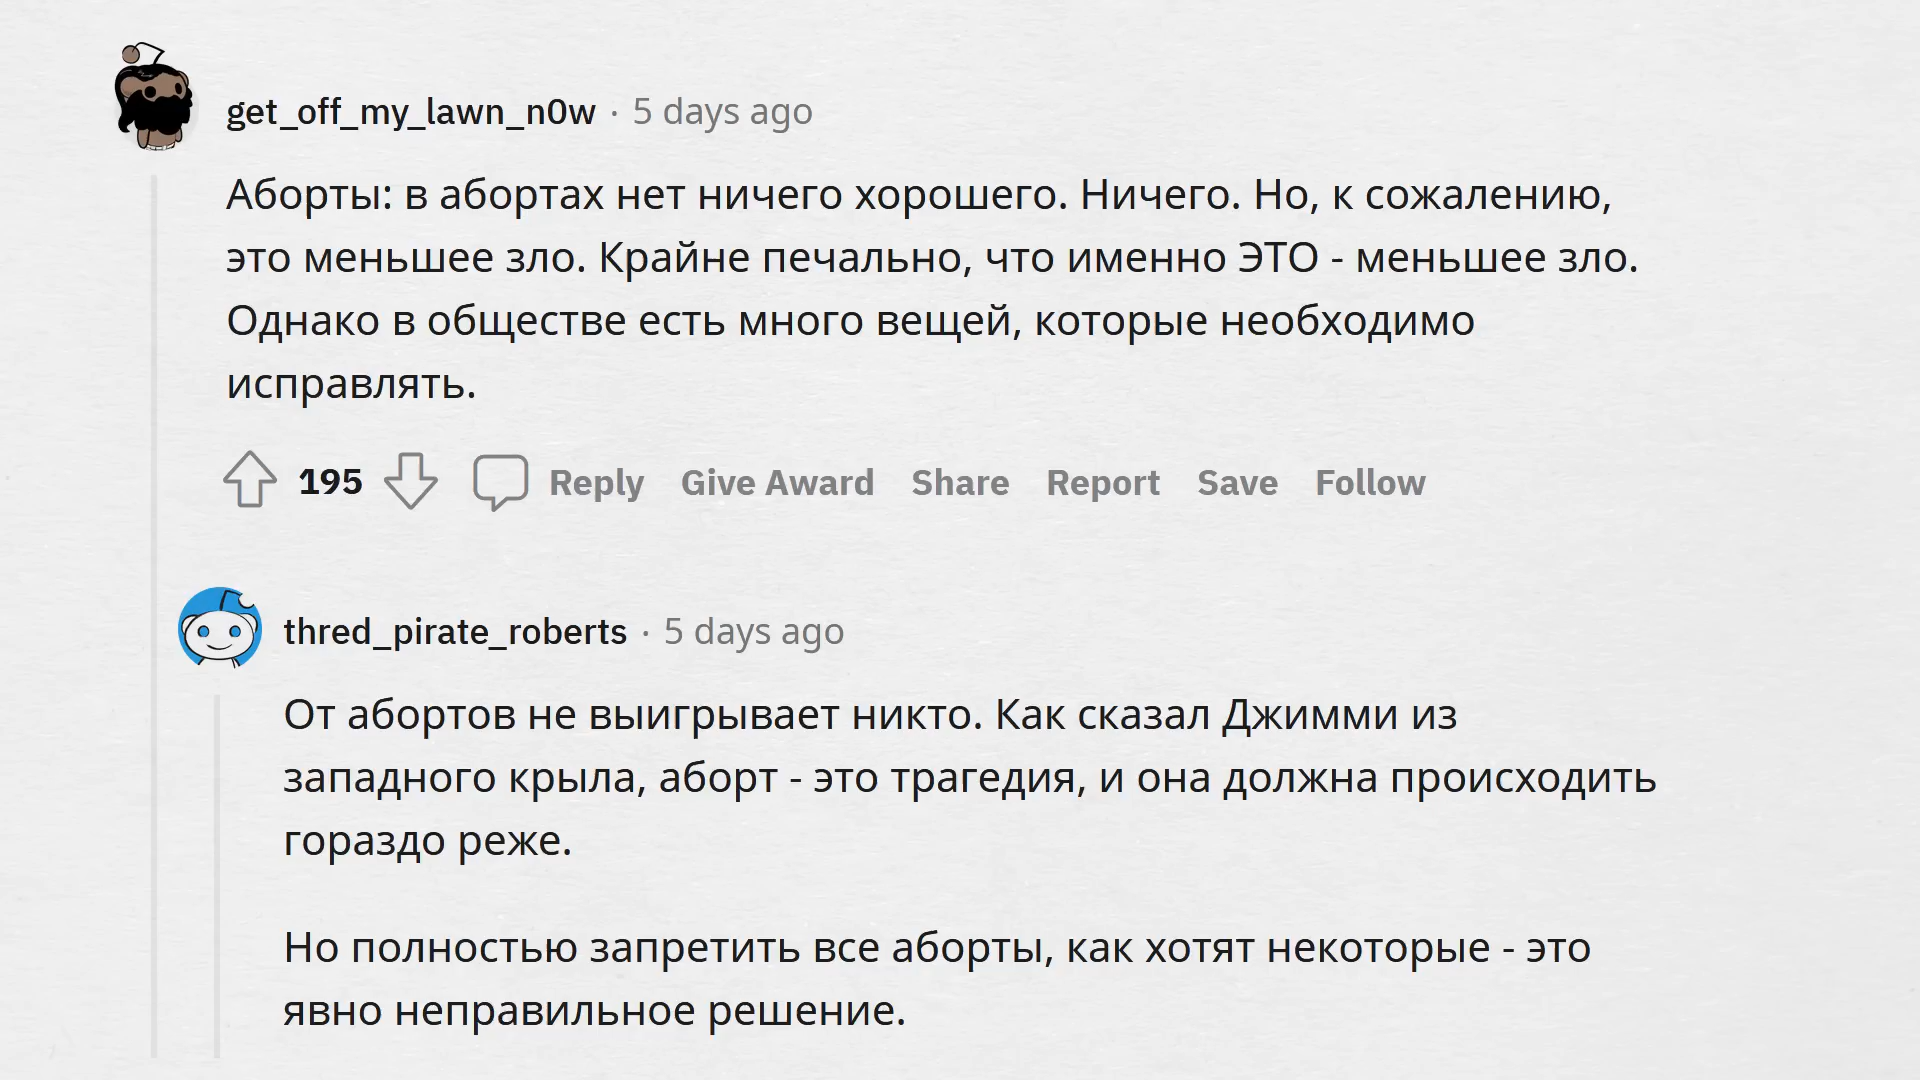 get_off_my_lawn_n0w · 5 days ago
Аборты: в абортах нет ничего хорошего. Ничего. Но, к сожалению,
это меньшее зло. Крайне печально, что именно ЭТО - меньшее зло.
Однако в обществе есть много вещей, которые необходимо
исправлять.
195 Reply Give Award Share Report Save Follow
thred_pirate_roberts · 5 days ago
От абортов не выигрывает никто. Как сказал Джимми из
западного крыла, аборт - это трагедия, и она должна происходить
гораздо реже.
Но полностью запретить все аборты, как хотят некоторые - это
явно неправильное решение.